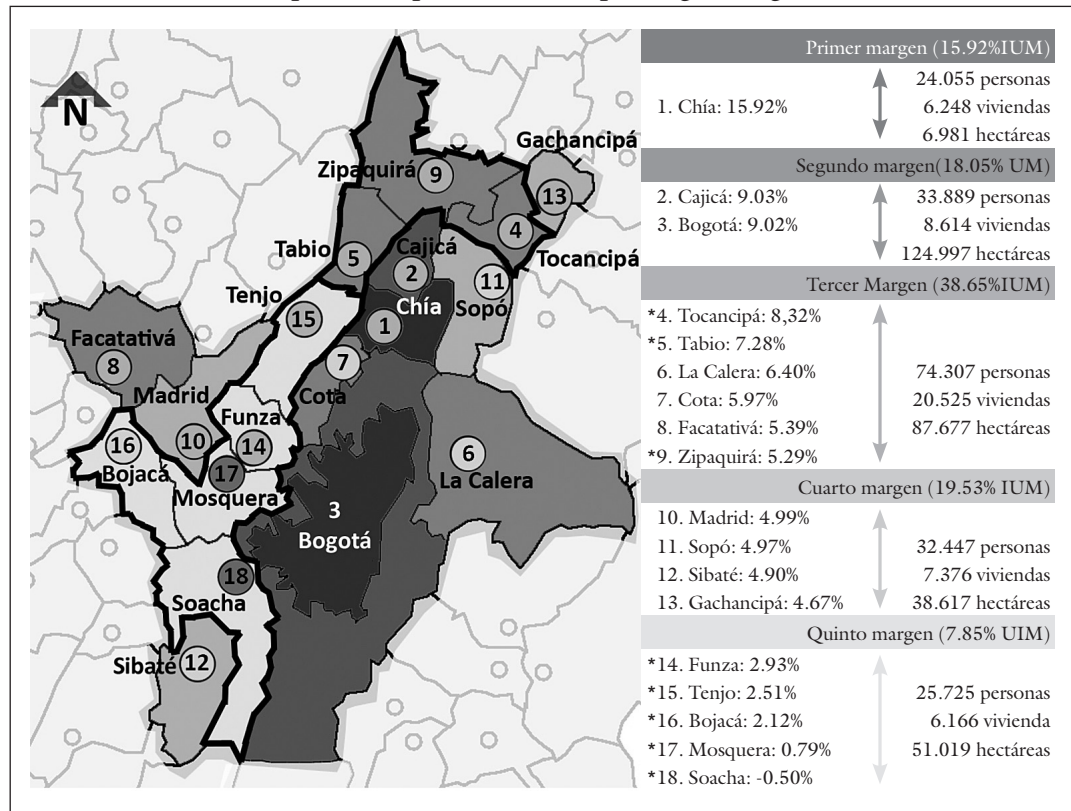 N
Gachancipá
Zipaquirá
9
13
4
Tabio
5
Cajicá
2
Tocancipá
11
Tenjo
Chía
Sopó
15
1
Facatativá
8
7
Madrid
Cota
Funza
16
10
14
6
Bojacá
17
La Calera
Mosquera
3
Bogotá
18
Soacha
Sibaté
12
Primer margen (15.92%IUM)
1. Chía: 15.92%
24.055 personas
6.248 viviendas
6.981 hectáreas
Segundo margen(18.05% UM)
2. Cajicá: 9.03%
3. Bogotá: 9.02%
33.889 personas
8.614 viviendas
124.997 hectáreas
Tercer Margen (38.65%IUM)
*4. Tocancipá: 8,32%
*5. Tabio: 7.28%
6. La Calera: 6.40%
7. Cota: 5.97%
8. Facatativá: 5.39%
*9. Zipaquirá: 5.29%
74.307 personas
20.525 viviendas
87.677 hectáreas
Cuarto margen (19.53% IUM)
10. Madrid: 4.99%
11. Sopó: 4.97%
12. Sibaté: 4.90%
13. Gachancipá: 4.67%
32.447 personas
7.376 viviendas
38.617 hectáreas
Quinto margen (7.85% UIM)
*14. Funza: 2.93%
*15. Tenjo: 2.51%
*16. Bojacá: 2.12%
*17. Mosquera: 0.79%
*18. Soacha: -0.50%
25.725 personas
6.166 vivienda
51.019 hectáreas